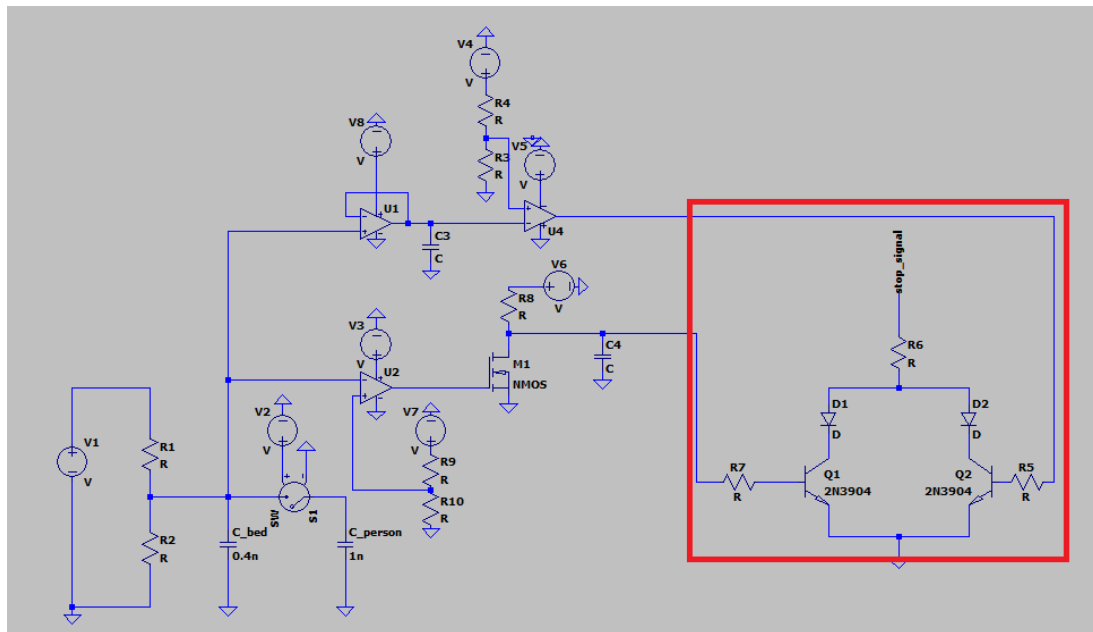 V4
V
R4
R
V8
V
R3
R
V5
V
U1
U4
C3
C
stop_signal
V6
V
R8
R
V3
V
R6
R
C4
C
M1
NMOS
U2
D1
D
D2
D
V2
V
V7
V
V1
V
R1
R
R9
R
R7
R
Q1
2N3904
Q2
2N3904
R5
R
R10
R
SW
S1
R2
R
C_bed
0.4n
C_person
1n